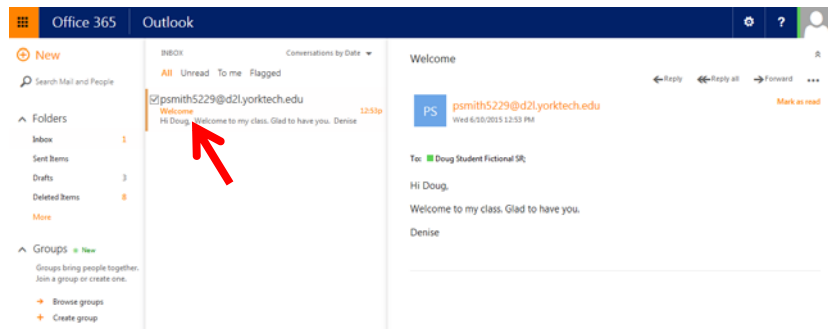 Office 365 Outlook ?
New
Search Mail and People
Folders
Inbox 1
Sent Items
Drafts 3
Deleted Items 8
More
Groups New
Groups bring people together.
Join a group or create one.
Browse groups
Create group
INBOX Conversations by Date
All Unread To me Flagged
psmith5229@d2l.yorktech.edu
Welcome 12:53p
Hi Doug, Welcome to my class. Glad to have you. Denise
Welcome
Reply Reply all Forward ...
Mark as read
PS
psmith5229@d2l.yorktech.edu
Wed 6/10/2015 12:53 PM
To: Doug Student Fictional SR;
Hi Doug,
Welcome to my class. Glad to have you.
Denise